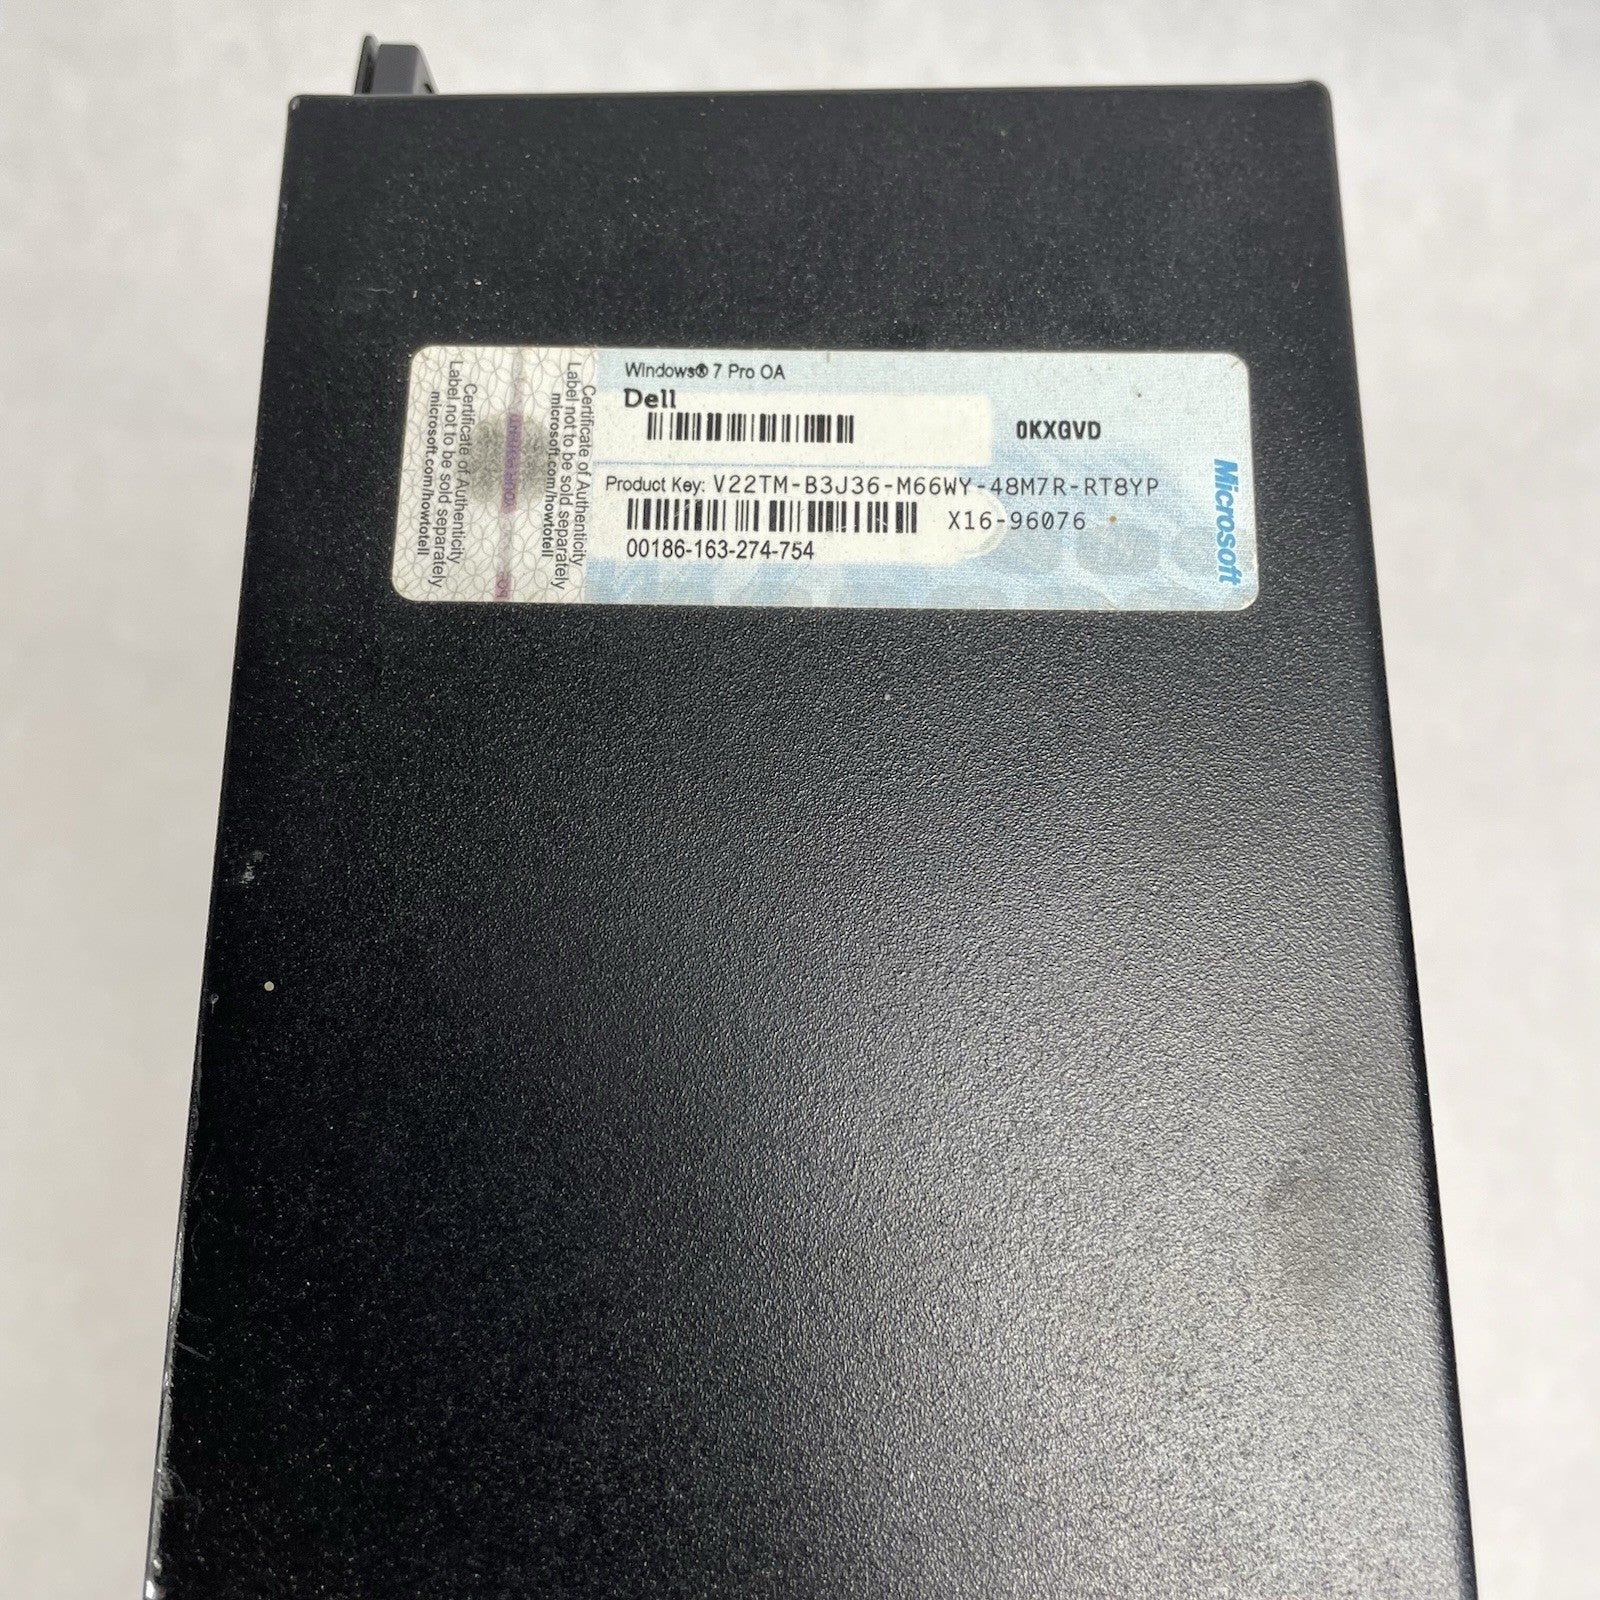 Windows® 7 Pro OA
Dell
0KXGVD
Product Key: V22TM-B3J36-M66WY-48M7R-RT8YP
X16-96076
00186-163-274-754
Microsoft
Certificate of Authenticity
Label not to be sold separately
microsoft.com/howtotell
Certificate of Authenticity
Label not to be sold separately
microsoft.com/howtotell